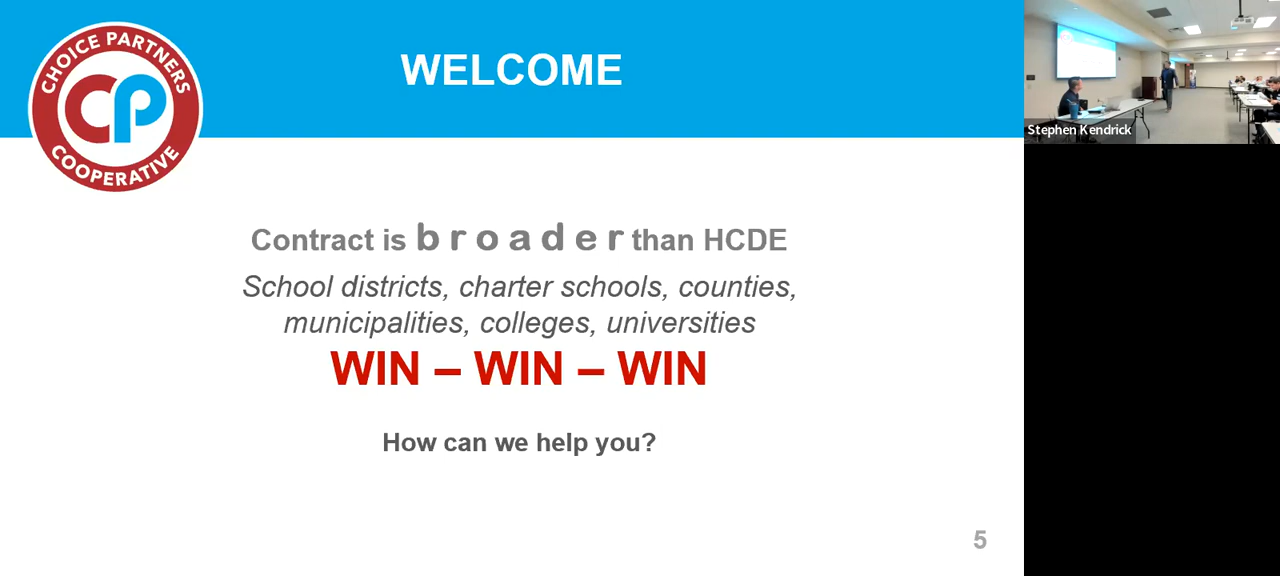 CHOICE PARTNERS
CP
COOPERATIVE
WELCOME
Contract is broader than HCDE
School districts, charter schools, counties,
municipalities, colleges, universities
WIN – WIN – WIN
How can we help you?
5
Stephen Kendrick